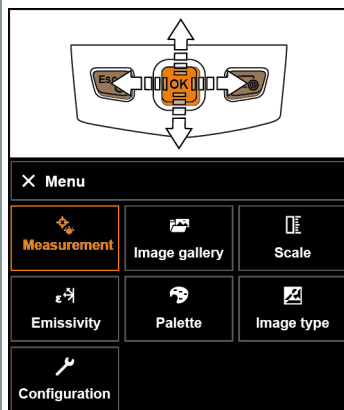 Esc
OK
× Menu
Measurement
Image gallery
Scale
Emissivity
Palette
Image type
Configuration